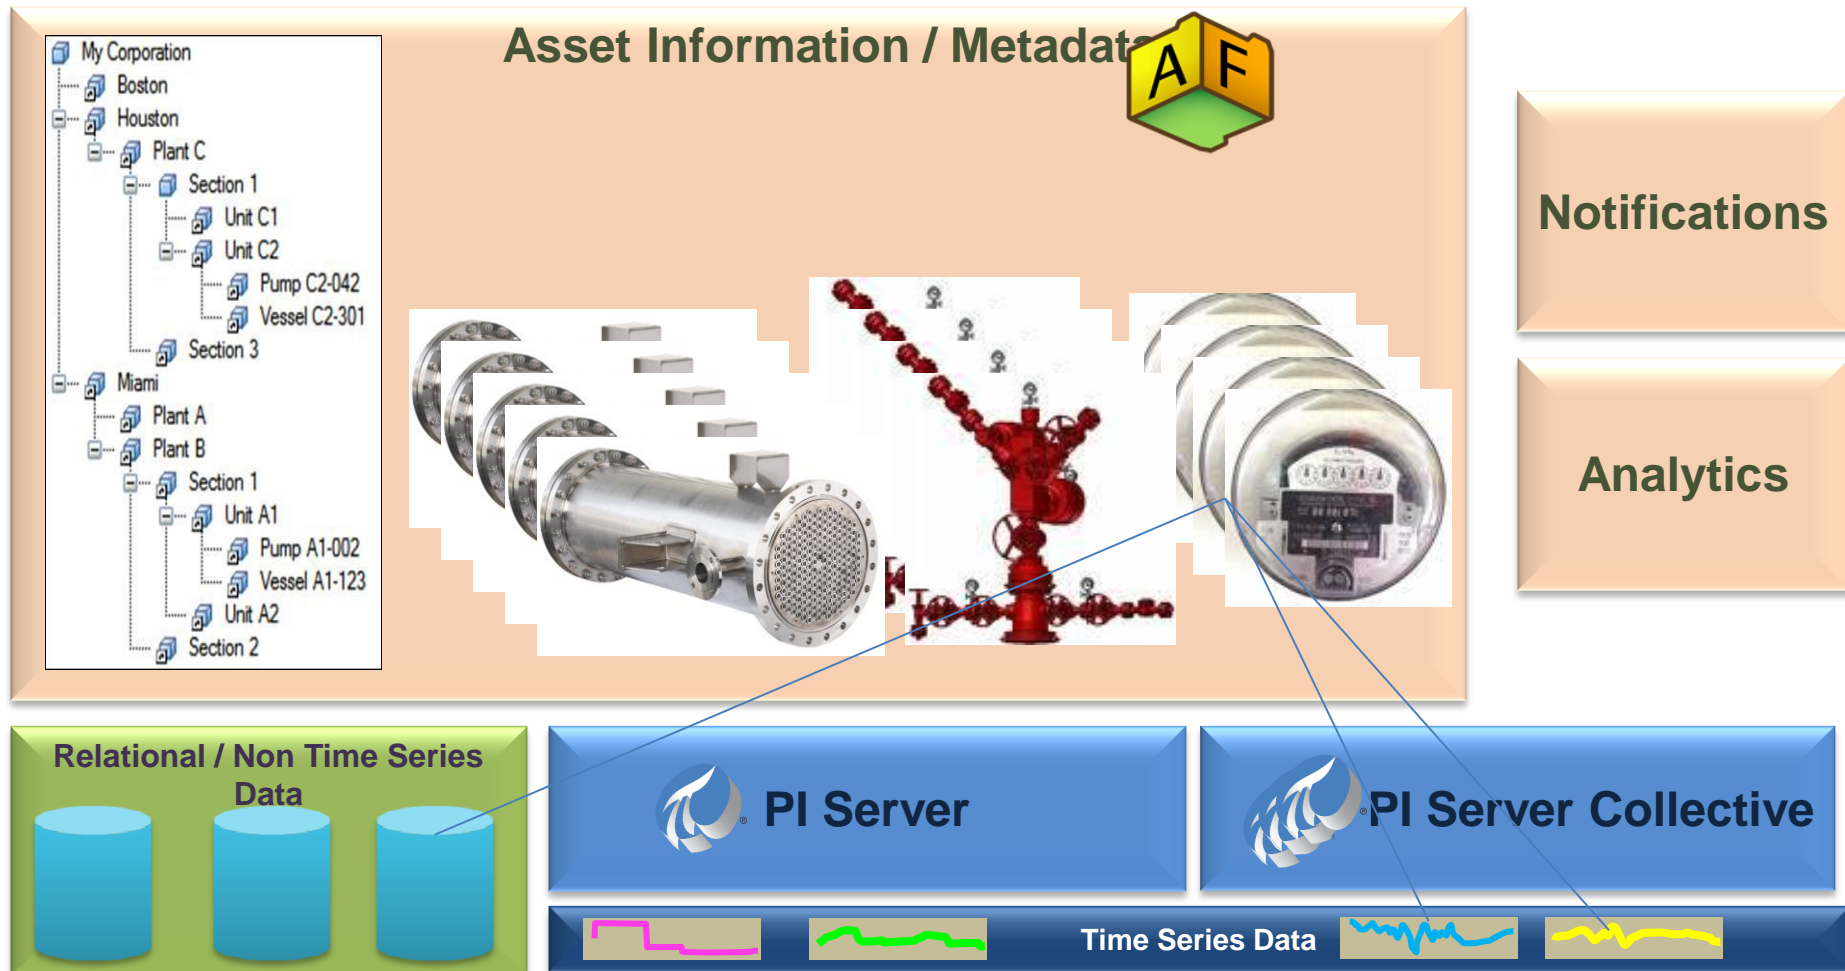 Asset Information / Metadata
A F
My Corporation
Boston
Houston
Plant C
Section 1
Unit C1
Unit C2
Pump C2-042
Vessel C2-301
Section 3
Miami
Plant A
Plant B
Section 1
Unit A1
Pump A1-002
Vessel A1-123
Unit A2
Section 2
Notifications
Analytics
Relational / Non Time Series
Data
PI Server
PI Server Collective
Time Series Data